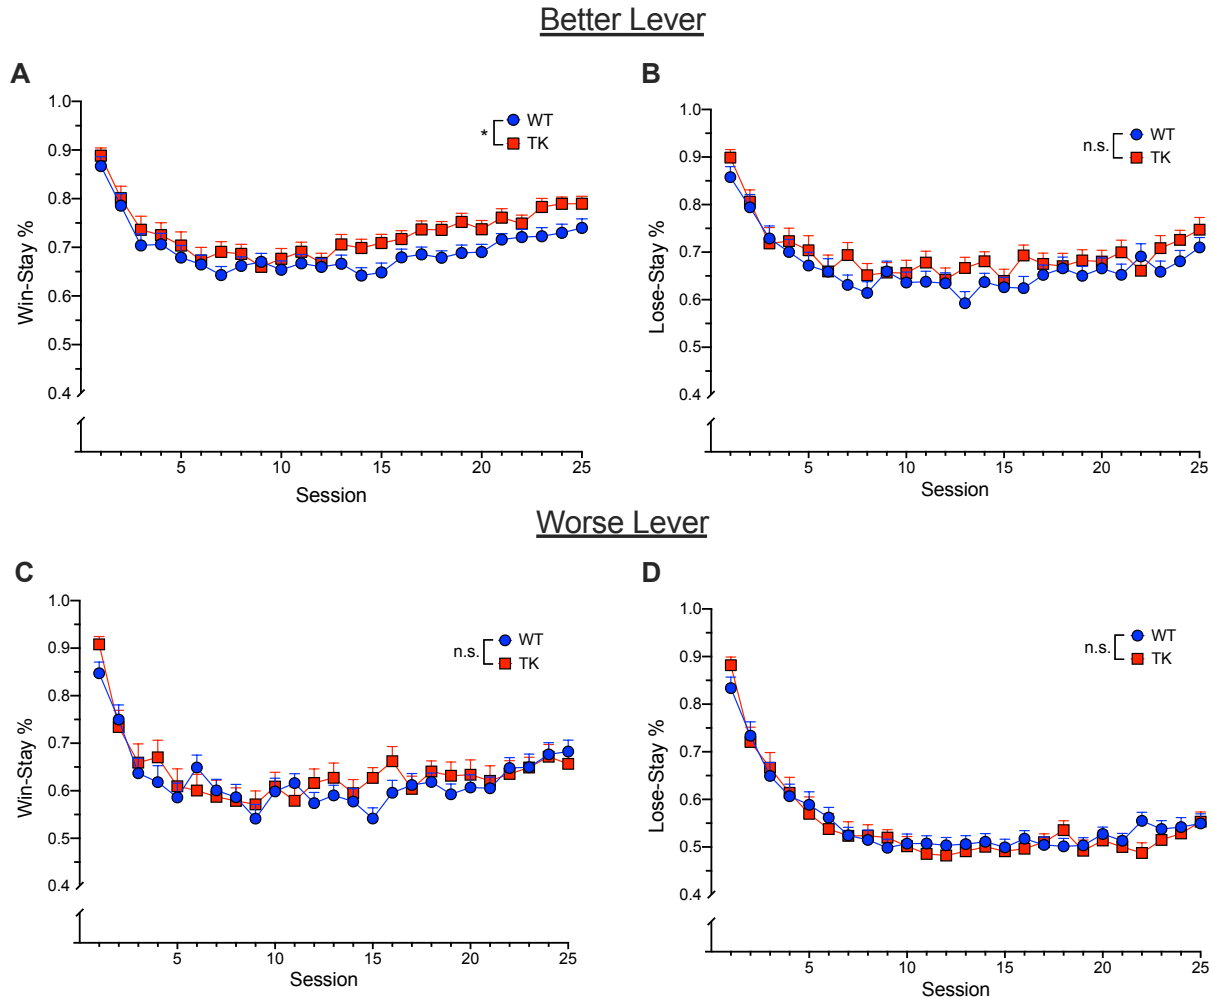 Better Lever
A
B
1.0
0.9
0.8
0.7
0.6
0.5
0.4
Win-Stay %
* WT
TK
5 10 15 20 25
Session
1.0
0.9
0.8
0.7
0.6
0.5
0.4
Lose-Stay %
n.s. WT
TK
5 10 15 20 25
Session
Worse Lever
C
D
1.0
0.9
0.8
0.7
0.6
0.5
0.4
Win-Stay %
n.s. WT
TK
5 10 15 20 25
Session
1.0
0.9
0.8
0.7
0.6
0.5
0.4
Lose-Stay %
n.s. WT
TK
5 10 15 20 25
Session